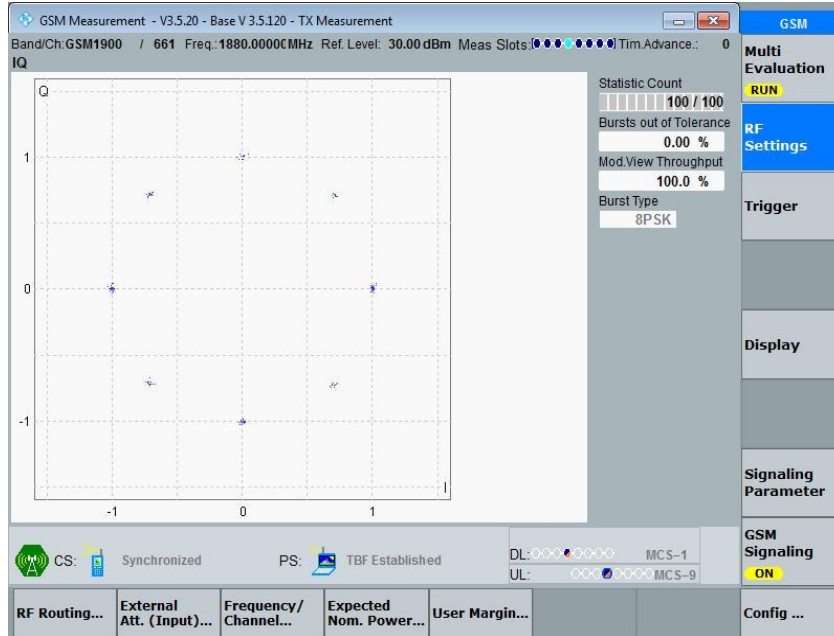 GSM Measurement - V3.5.20 - Base V 3.5.120 - TX Measurement
GSM
Band/Ch:GSM1900 / 661 Freq.:1880.0000 MHz Ref. Level: 30.00 dBm Meas Slots: Tim.Advance.: 0
IQ
Multi
Evaluation
RUN
Statistic Count
100 / 100
Bursts out of Tolerance
0.00 %
Mod.View Throughput
100.0 %
Burst Type
8PSK
Q
1
0
-1
I
-1 0 1
RF
Settings
Trigger
Display
Signaling
Parameter
GSM
Signaling
ON
CS: Synchronized PS: TBF Established
DL: MCS-1
UL: MCS-9
RF Routing...
External
Att. (Input)...
Frequency/
Channel...
Expected
Nom. Power...
User Margin...
Config ...